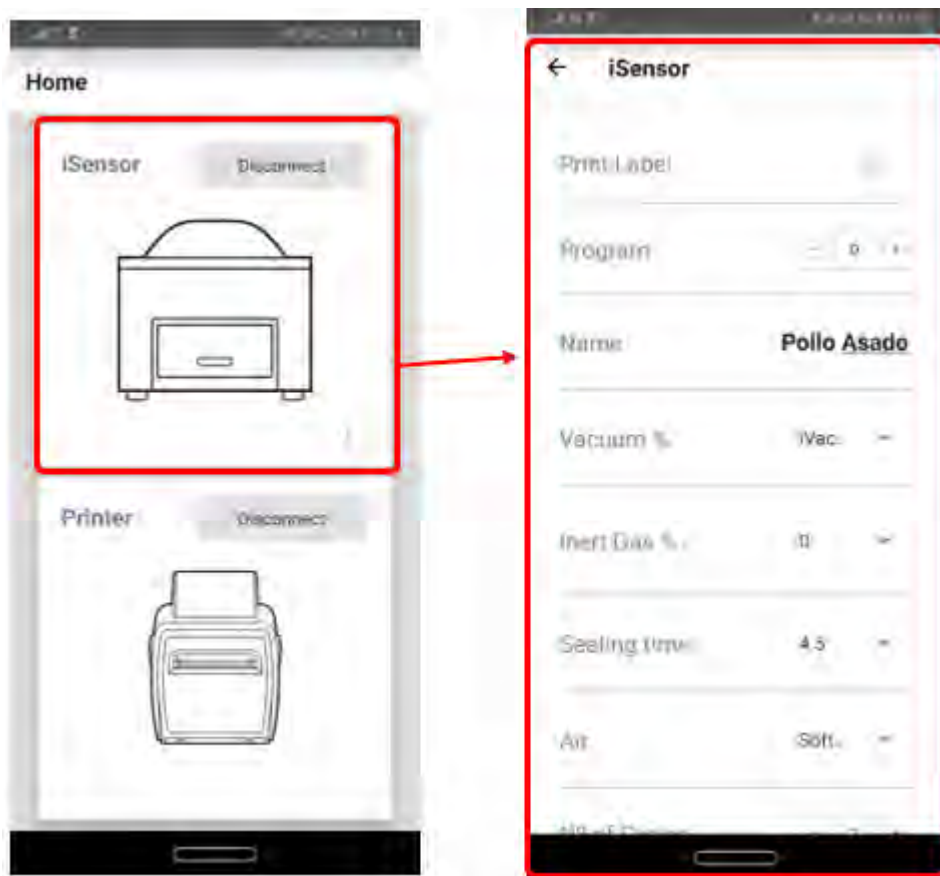 Home
iSensor
Disconnect
Printer
Disconnect
iSensor
Print Label
Program - 0 +
Name Pollo Asado
Vacuum % iVac.
Inert Gas %. 0
Sealing time. 4.5
Air Soft.